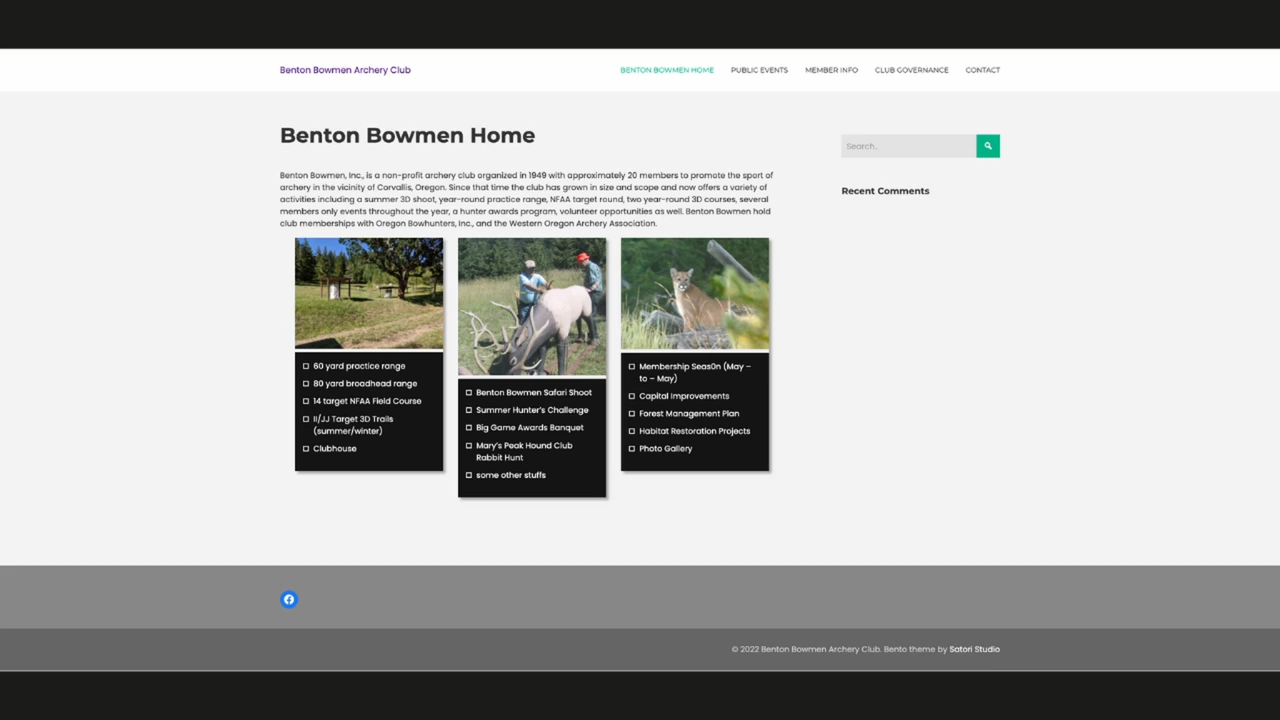 Benton Bowmen Archery Club
BENTON BOWMEN HOME PUBLIC EVENTS MEMBER INFO CLUB GOVERNANCE CONTACT
Benton Bowmen Home
Benton Bowmen, Inc., is a non-profit archery club organized in 1949 with approximately 20 members to promote the sport of
archery in the vicinity of Corvallis, Oregon. Since that time the club has grown in size and scope and now offers a variety of
activities including a summer 3D shoot, year-round practice range, NFAA target round, two year-round 3D courses, several
members only events throughout the year, a hunter awards program, volunteer opportunities as well. Benton Bowmen hold
club memberships with Oregon Bowhunters, Inc., and the Western Oregon Archery Association.
60 yard practice range
80 yard broadhead range
14 target NFAA Field Course
II/JJ Target 3D Trails
(summer/winter)
Clubhouse
Benton Bowmen Safari Shoot
Summer Hunter's Challenge
Big Game Awards Banquet
Mary's Peak Hound Club
Rabbit Hunt
some other stuffs
Membership Seas0n (May –
to – May)
Capital Improvements
Forest Management Plan
Habitat Restoration Projects
Photo Gallery
Search..
Recent Comments
© 2022 Benton Bowmen Archery Club. Bento theme by Satori Studio